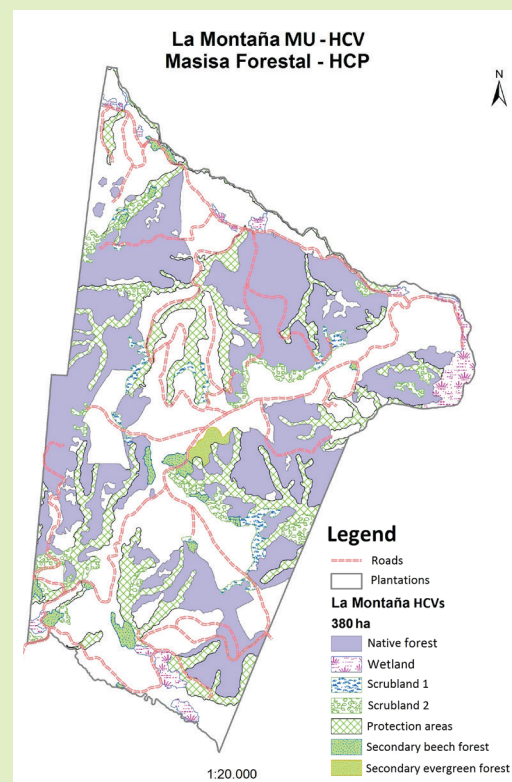 La Montaña MU - HCV
Masisa Forestal - HCP
N
Legend
Roads
Plantations
La Montaña HCVs
380 ha
Native forest
Wetland
Scrubland 1
Scrubland 2
Protection areas
Secondary beech forest
Secondary evergreen forest
1:20.000